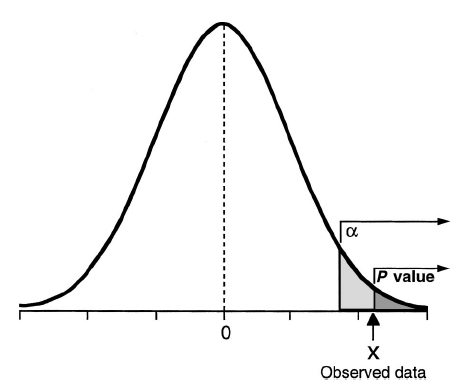 α
P value
0
X
Observed data